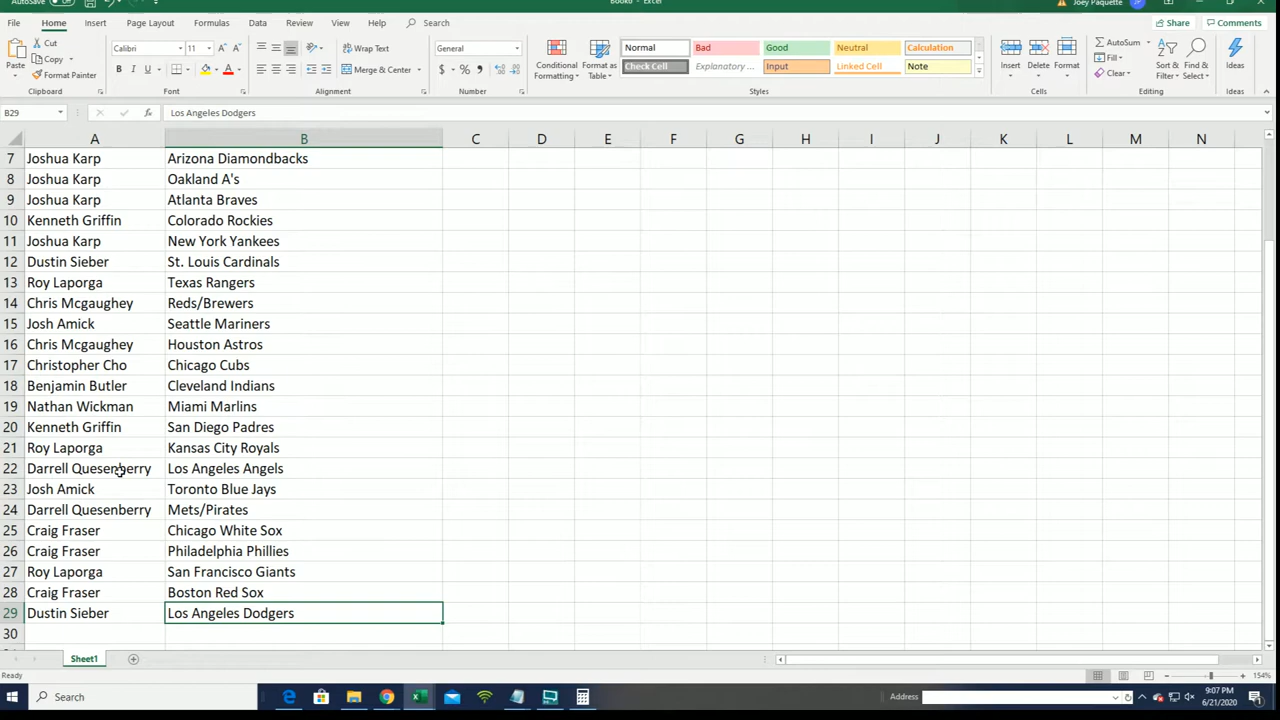 AutoSave Off Book6 - Excel Joey Paquette JP
File Home Insert Page Layout Formulas Data Review View Help Search Share Comments
Paste Cut Copy Format Painter Clipboard
Calibri 11 B I U A A A Font
Wrap Text Merge & Center Alignment
General $ % , Number
Conditional Formatting Format as Table
Normal Bad Good Neutral Calculation
Check Cell Explanatory ... Input Linked Cell Note
Styles
Insert Delete Format Cells
AutoSum Fill Clear Sort & Filter Find & Select Editing
Ideas Ideas
B29 fx Los Angeles Dodgers
A B C D E F G H I J K L M N
7 Joshua Karp Arizona Diamondbacks
8 Joshua Karp Oakland A's
9 Joshua Karp Atlanta Braves
10 Kenneth Griffin Colorado Rockies
11 Joshua Karp New York Yankees
12 Dustin Sieber St. Louis Cardinals
13 Roy Laporga Texas Rangers
14 Chris Mcgaughey Reds/Brewers
15 Josh Amick Seattle Mariners
16 Chris Mcgaughey Houston Astros
17 Christopher Cho Chicago Cubs
18 Benjamin Butler Cleveland Indians
19 Nathan Wickman Miami Marlins
20 Kenneth Griffin San Diego Padres
21 Roy Laporga Kansas City Royals
22 Darrell Quesenberry Los Angeles Angels
23 Josh Amick Toronto Blue Jays
24 Darrell Quesenberry Mets/Pirates
25 Craig Fraser Chicago White Sox
26 Craig Fraser Philadelphia Phillies
27 Roy Laporga San Francisco Giants
28 Craig Fraser Boston Red Sox
29 Dustin Sieber Los Angeles Dodgers
30
Sheet1
Ready 154%
Search Address 9:07 PM
6/21/2020